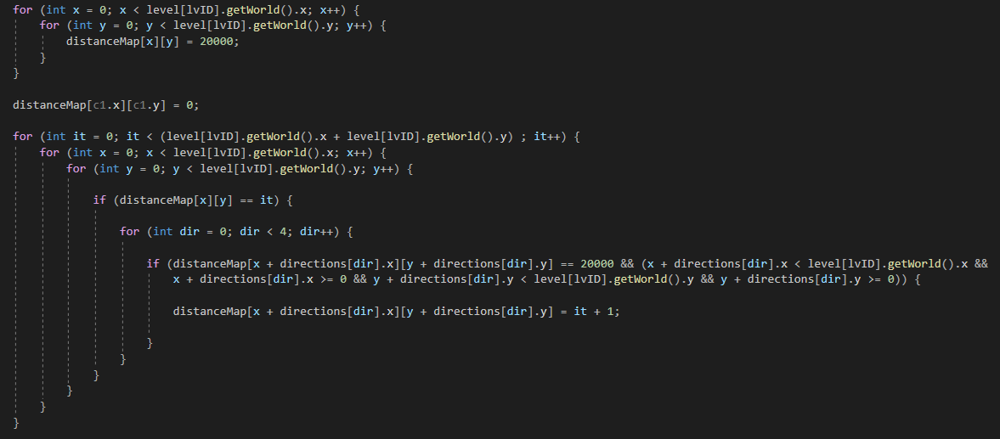 for (int x = 0; x < level[lvID].getWorld().x; x++) {
for (int y = 0; y < level[lvID].getWorld().y; y++) {
distanceMap[x][y] = 20000;
}
}
distanceMap[c1.x][c1.y] = 0;
for (int it = 0; it < (level[lvID].getWorld().x + level[lvID].getWorld().y) ; it++) {
for (int x = 0; x < level[lvID].getWorld().x; x++) {
for (int y = 0; y < level[lvID].getWorld().y; y++) {
if (distanceMap[x][y] == it) {
for (int dir = 0; dir < 4; dir++) {
if (distanceMap[x + directions[dir].x][y + directions[dir].y] == 20000 && (x + directions[dir].x < level[lvID].getWorld().x &&
x + directions[dir].x >= 0 && y + directions[dir].y < level[lvID].getWorld().y && y + directions[dir].y >= 0)) {
distanceMap[x + directions[dir].x][y + directions[dir].y] = it + 1;
}
}
}
}
}
}